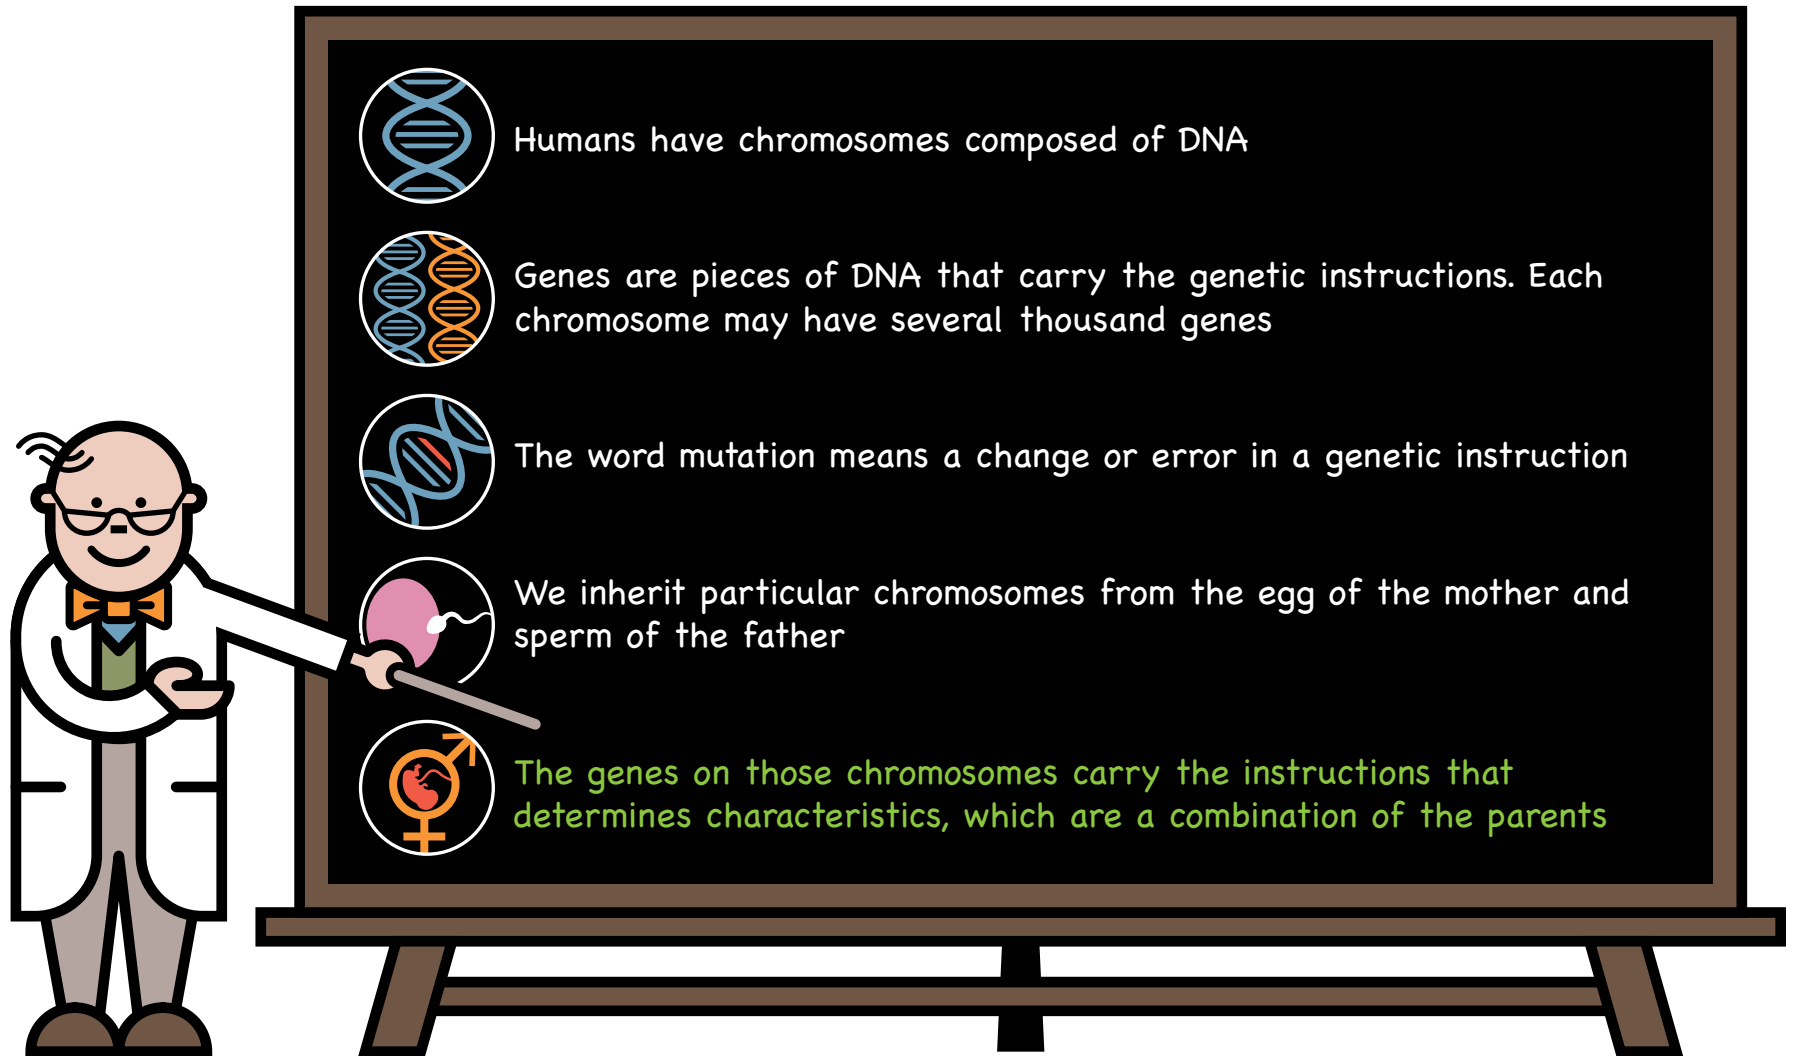 Humans have chromosomes composed of DNA
Genes are pieces of DNA that carry the genetic instructions. Each
chromosome may have several thousand genes
The word mutation means a change or error in a genetic instruction
We inherit particular chromosomes from the egg of the mother and
sperm of the father
The genes on those chromosomes carry the instructions that
determines characteristics, which are a combination of the parents